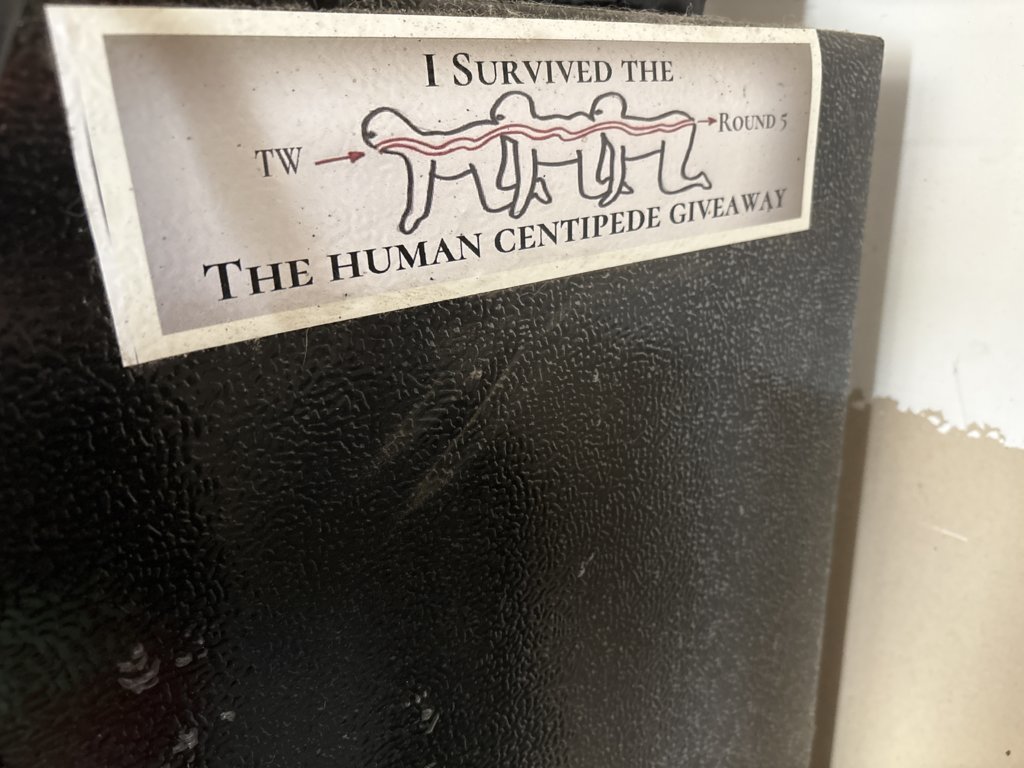 I SURVIVED THE
TW
ROUND 5
THE HUMAN CENTIPEDE GIVEAWAY